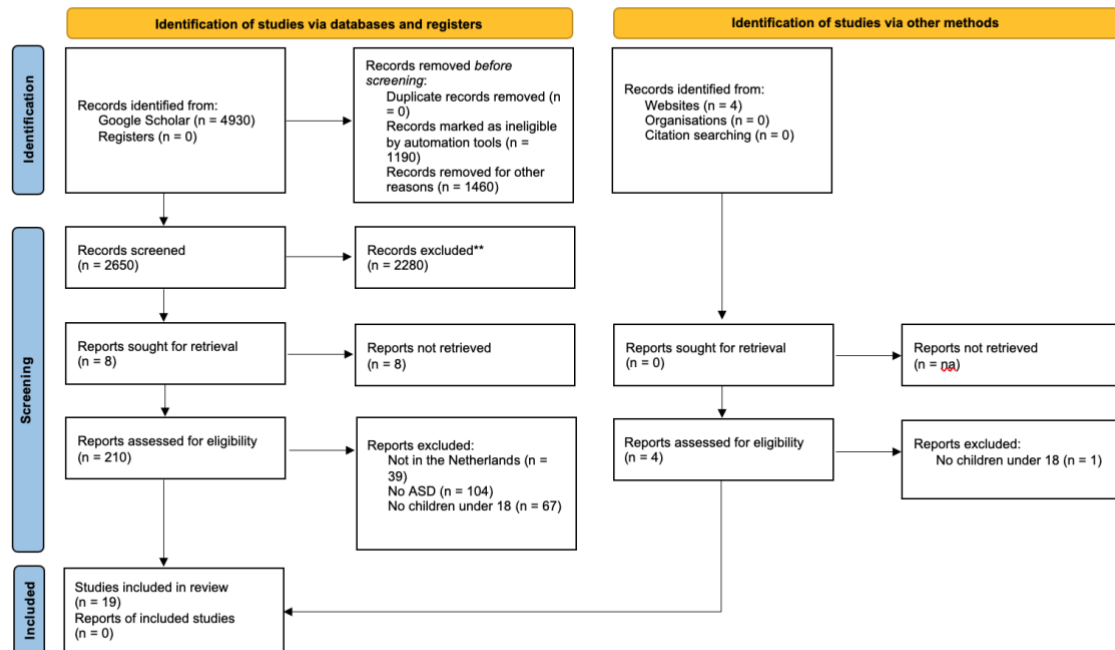 Identification of studies via databases and registers
Identification of studies via other methods
Identification
Records identified from:
Google Scholar (n = 4930)
Registers (n = 0)
Records removed before
screening:
Duplicate records removed (n
= 0)
Records marked as ineligible
by automation tools (n =
1190)
Records removed for other
reasons (n = 1460)
Records identified from:
Websites (n = 4)
Organisations (n = 0)
Citation searching (n = 0)
Screening
Records screened
(n = 2650)
Records excluded**
(n = 2280)
Reports sought for retrieval
(n = 8)
Reports not retrieved
(n = 8)
Reports sought for retrieval
(n = 0)
Reports not retrieved
(n = na)
Reports assessed for eligibility
(n = 210)
Reports excluded:
Not in the Netherlands (n =
39)
No ASD (n = 104)
No children under 18 (n = 67)
Reports assessed for eligibility
(n = 4)
Reports excluded:
No children under 18 (n = 1)
Included
Studies included in review
(n = 19)
Reports of included studies
(n = 0)